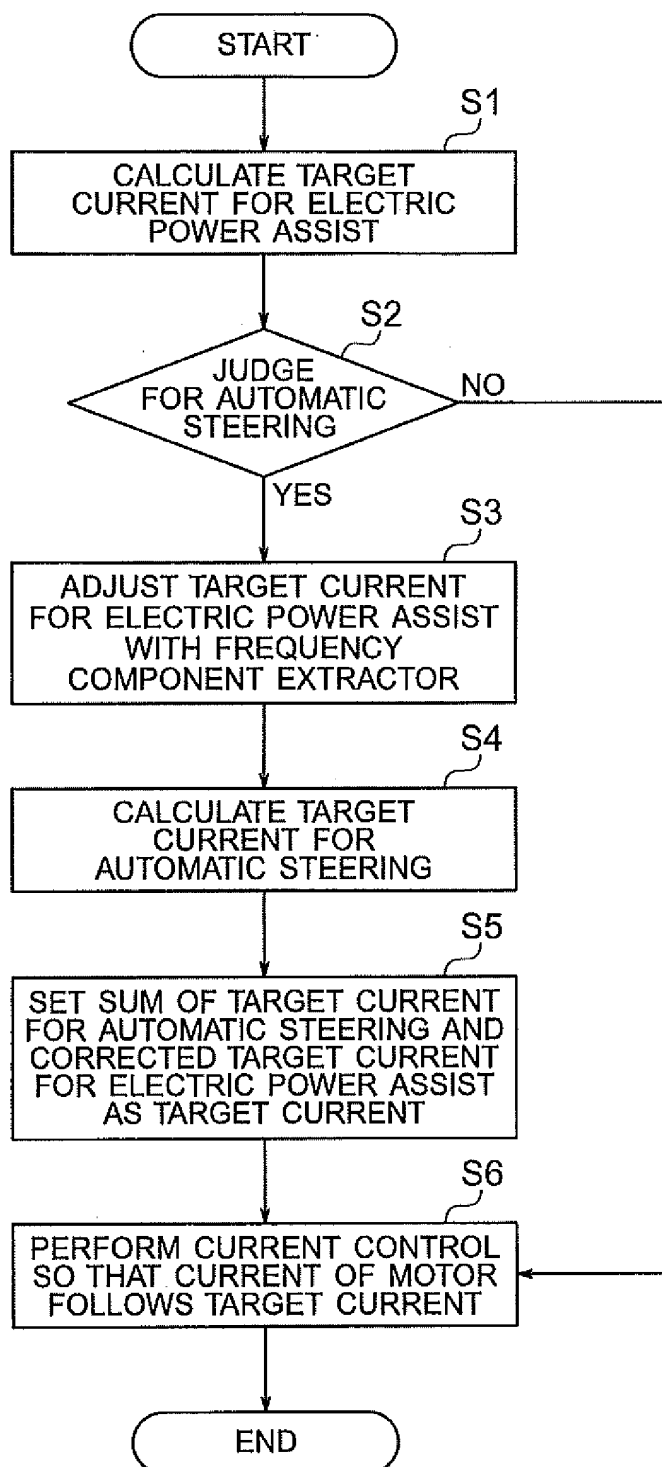 START
S1
CALCULATE TARGET
CURRENT FOR ELECTRIC
POWER ASSIST
S2
JUDGE
FOR AUTOMATIC
STEERING
NO
YES
S3
ADJUST TARGET CURRENT
FOR ELECTRIC POWER ASSIST
WITH FREQUENCY
COMPONENT EXTRACTOR
S4
CALCULATE TARGET
CURRENT FOR
AUTOMATIC STEERING
S5
SET SUM OF TARGET CURRENT
FOR AUTOMATIC STEERING AND
CORRECTED TARGET CURRENT
FOR ELECTRIC POWER ASSIST
AS TARGET CURRENT
S6
PERFORM CURRENT CONTROL
SO THAT CURRENT OF MOTOR
FOLLOWS TARGET CURRENT
END